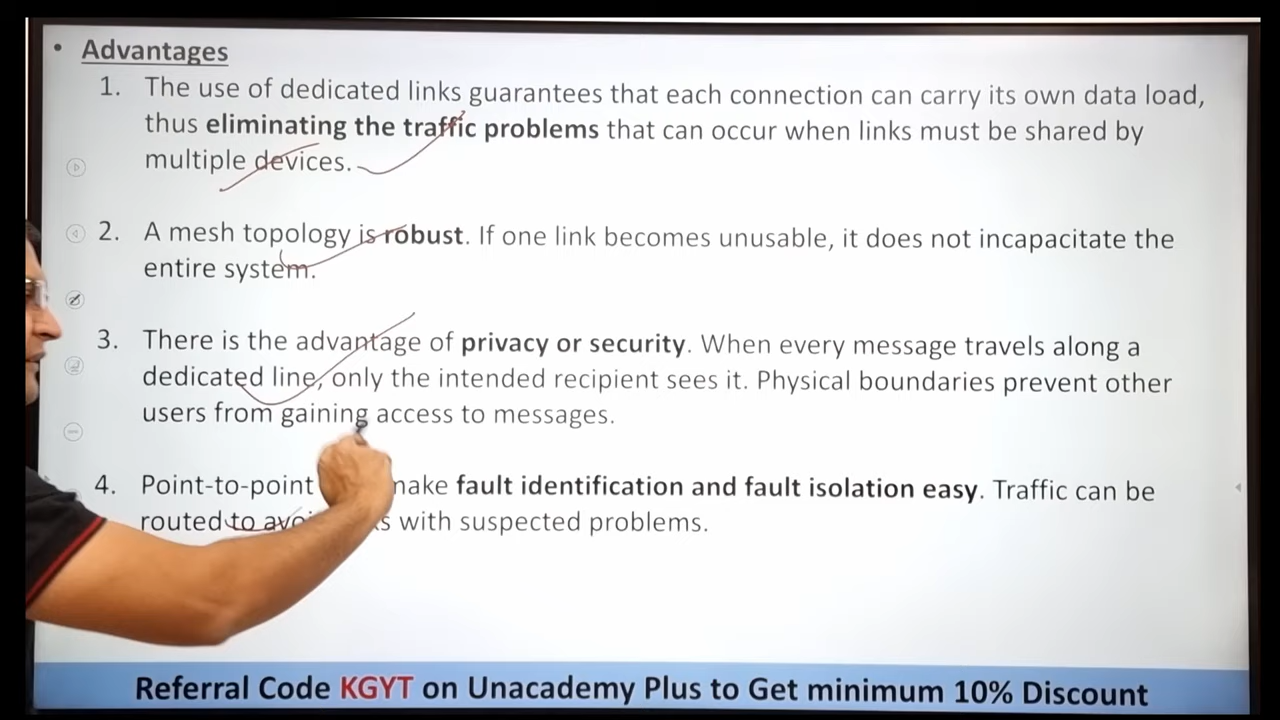 • Advantages
1. The use of dedicated links guarantees that each connection can carry its own data load,
thus eliminating the traffic problems that can occur when links must be shared by
multiple devices.
2. A mesh topology is robust. If one link becomes unusable, it does not incapacitate the
entire system.
3. There is the advantage of privacy or security. When every message travels along a
dedicated line, only the intended recipient sees it. Physical boundaries prevent other
users from gaining access to messages.
4. Point-to-point make fault identification and fault isolation easy. Traffic can be
routed to with suspected problems.
Referral Code KGYT on Unacademy Plus to Get minimum 10% Discount